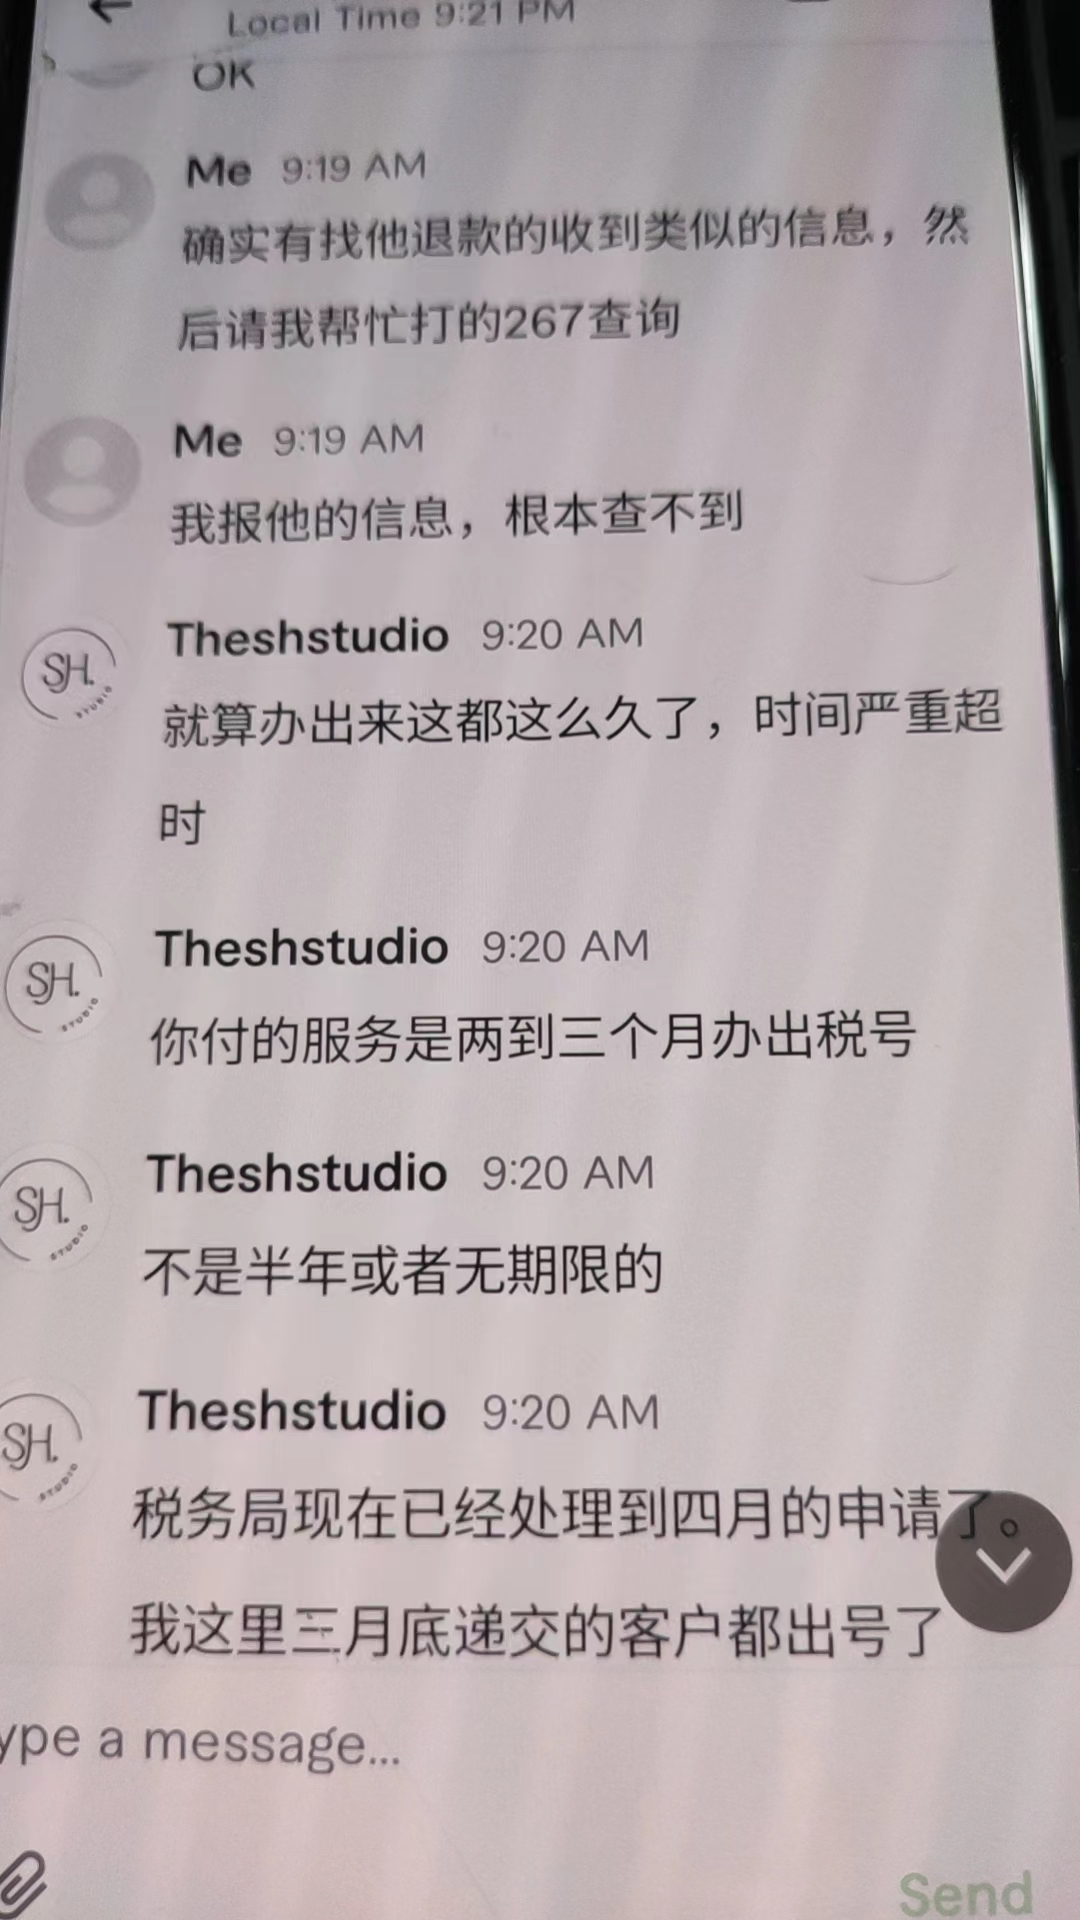 Local Time 9:21 PM
OK
Me 9:19 AM
确实有找他退款的收到类似的信息，然
后请我帮忙打的267查询
Me 9:19 AM
我报他的信息，根本查不到
SH.
STUDIO
Theshstudio 9:20 AM
就算办出来这都这么久了，时间严重超
时
SH.
STUDIO
Theshstudio 9:20 AM
你付的服务是两到三个月办出税号
SH.
STUDIO
Theshstudio 9:20 AM
不是半年或者无期限的
SH.
STUDIO
Theshstudio 9:20 AM
税务局现在已经处理到四月的申请了。
我这里三月底递交的客户都出号了
ype a message...
Send